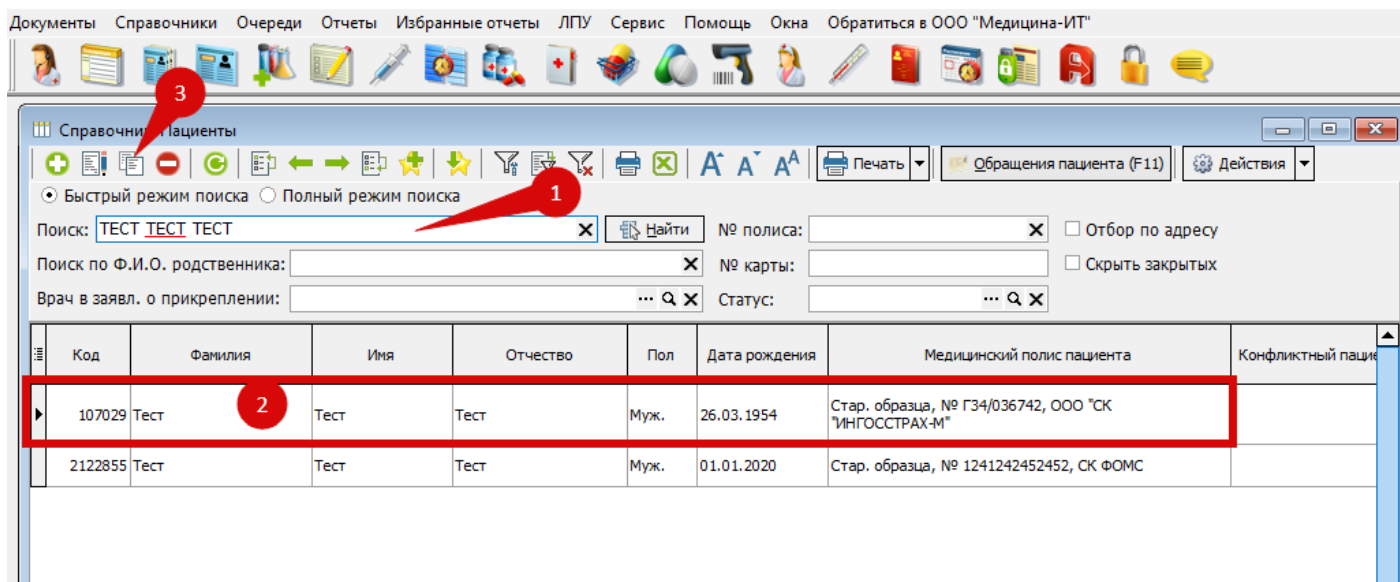 Документы Справочники Очереди Отчеты Избранные отчеты ЛПУ Сервис Помощь Окна Обратиться в ООО "Медицина-ИТ"
3
Справочник Пациенты
Печать Обращения пациента (F11) Действия
Быстрый режим поиска Полный режим поиска
1
Поиск: ТЕСТ ТЕСТ ТЕСТ Найти № полиса: Отбор по адресу
Поиск по Ф.И.О. родственника: № карты: Скрыть закрытых
Врач в заявл. о прикреплении: Статус:
Код Фамилия Имя Отчество Пол Дата рождения Медицинский полис пациента Конфликтный пацие
2
107029 Тест Тест Тест Муж. 26.03.1954 Стар. образца, № Г34/036742, ООО "СК
"ИНГОССТРАХ-М"
2122855 Тест Тест Тест Муж. 01.01.2020 Стар. образца, № 1241242452452, СК ФОМС